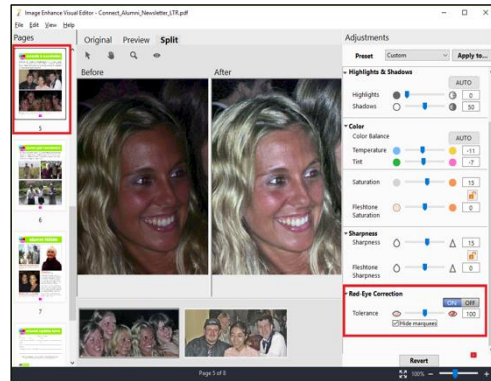 Image Enhance Visual Editor - Connect_Alumni_Newsletter_LTR.pdf
File Edit View Help
Pages
Original Preview Split
Before
After
5
6
7
Page 5 of 8
100%
Adjustments
Preset Custom Apply to...
Highlights & Shadows
AUTO
Highlights 0
Shadows 50
Color
Color Balance AUTO
Temperature -11
Tint -7
Saturation 15
Fleshtone
Saturation 0
Sharpness
Sharpness 15
Fleshtone
Sharpness 0
Red-Eye Correction
ON OFF
Tolerance 100
Hide marquees
Revert